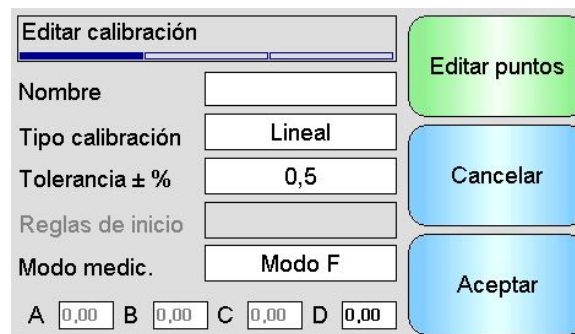 Editar calibración
Editar puntos
Nombre
Tipo calibración Lineal
Tolerancia ± % 0,5
Cancelar
Reglas de inicio
Modo medic. Modo F
Aceptar
A 0,00 B 0,00 C 0,00 D 0,00